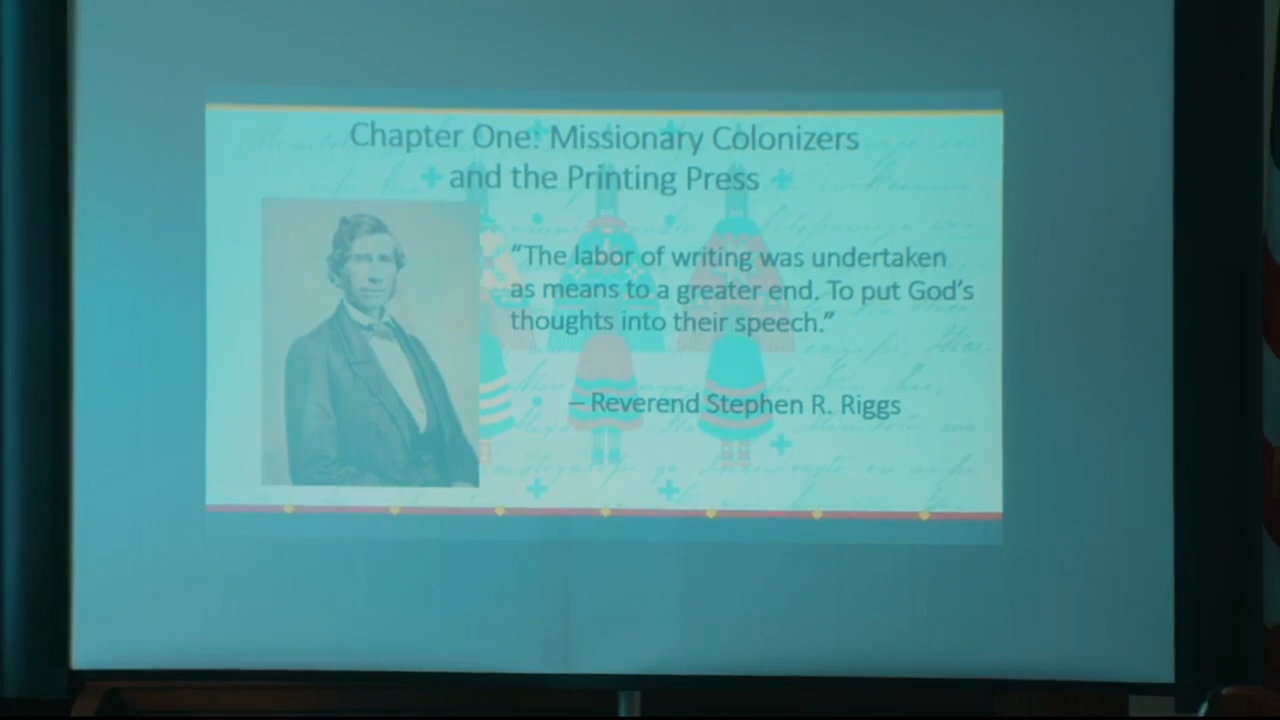 Chapter One: Missionary Colonizers
and the Printing Press
“The labor of writing was undertaken
as means to a greater end. To put God’s
thoughts into their speech.”
– Reverend Stephen R. Riggs